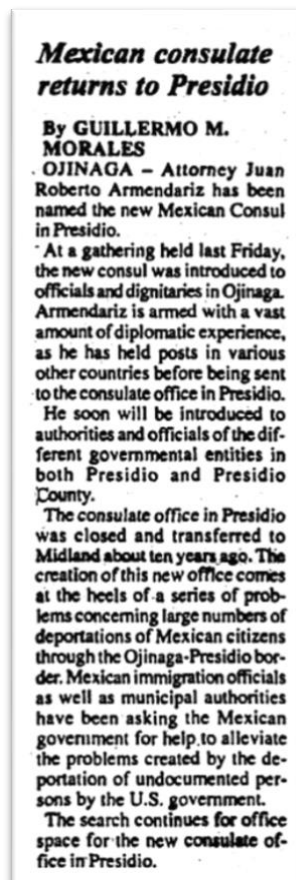 Mexican consulate
returns to Presidio
By GUILLERMO M.
MORALES
OJINAGA – Attorney Juan
Roberto Armendariz has been
named the new Mexican Consul
in Presidio.
At a gathering held last Friday,
the new consul was introduced to
officials and dignitaries in Ojinaga.
Armendariz is armed with a vast
amount of diplomatic experience,
as he has held posts in various
other countries before being sent
to the consulate office in Presidio.
He soon will be introduced to
authorities and officials of the dif-
ferent governmental entities in
both Presidio and Presidio
County.
The consulate office in Presidio
was closed and transferred to
Midland about ten years ago. The
creation of this new office comes
at the heels of a series of prob-
lems concerning large numbers of
deportations of Mexican citizens
through the Ojinaga-Presidio bor-
der. Mexican immigration officials
as well as municipal authorities
have been asking the Mexican
government for help to alleviate
the problems created by the de-
portation of undocumented per-
sons by the U.S. government.
The search continues for office
space for the new consulate of-
fice in Presidio.